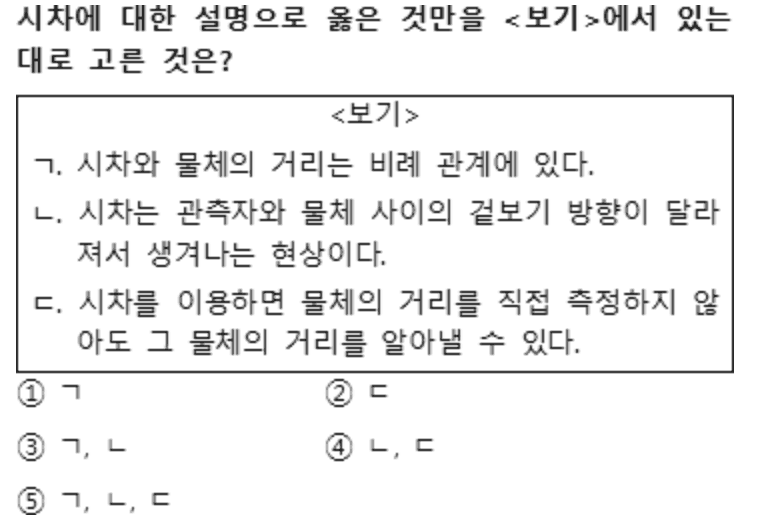 시차에 대한 설명으로 옳은 것만을 <보기>에서 있는
대로 고른 것은?
<보기>
ㄱ. 시차와 물체의 거리는 비례 관계에 있다.
ㄴ. 시차는 관측자와 물체 사이의 겉보기 방향이 달라
져서 생겨나는 현상이다.
ㄷ. 시차를 이용하면 물체의 거리를 직접 측정하지 않
아도 그 물체의 거리를 알아낼 수 있다.
① ㄱ ② ㄷ
③ ㄱ, ㄴ ④ ㄴ, ㄷ
⑤ ㄱ, ㄴ, ㄷ